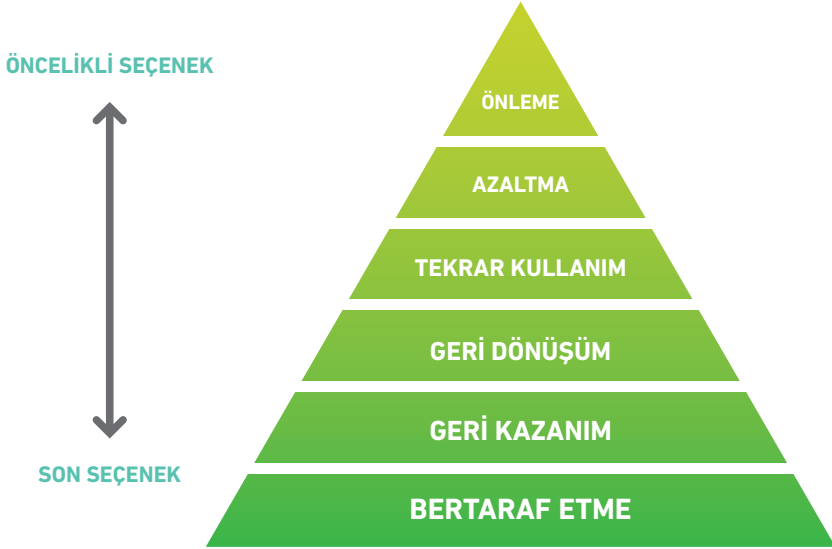 ÖNCELİKLİ SEÇENEK
ÖNLEME
AZALTMA
TEKRAR KULLANIM
GERİ DÖNÜŞÜM
GERİ KAZANIM
SON SEÇENEK
BERTARAF ETME